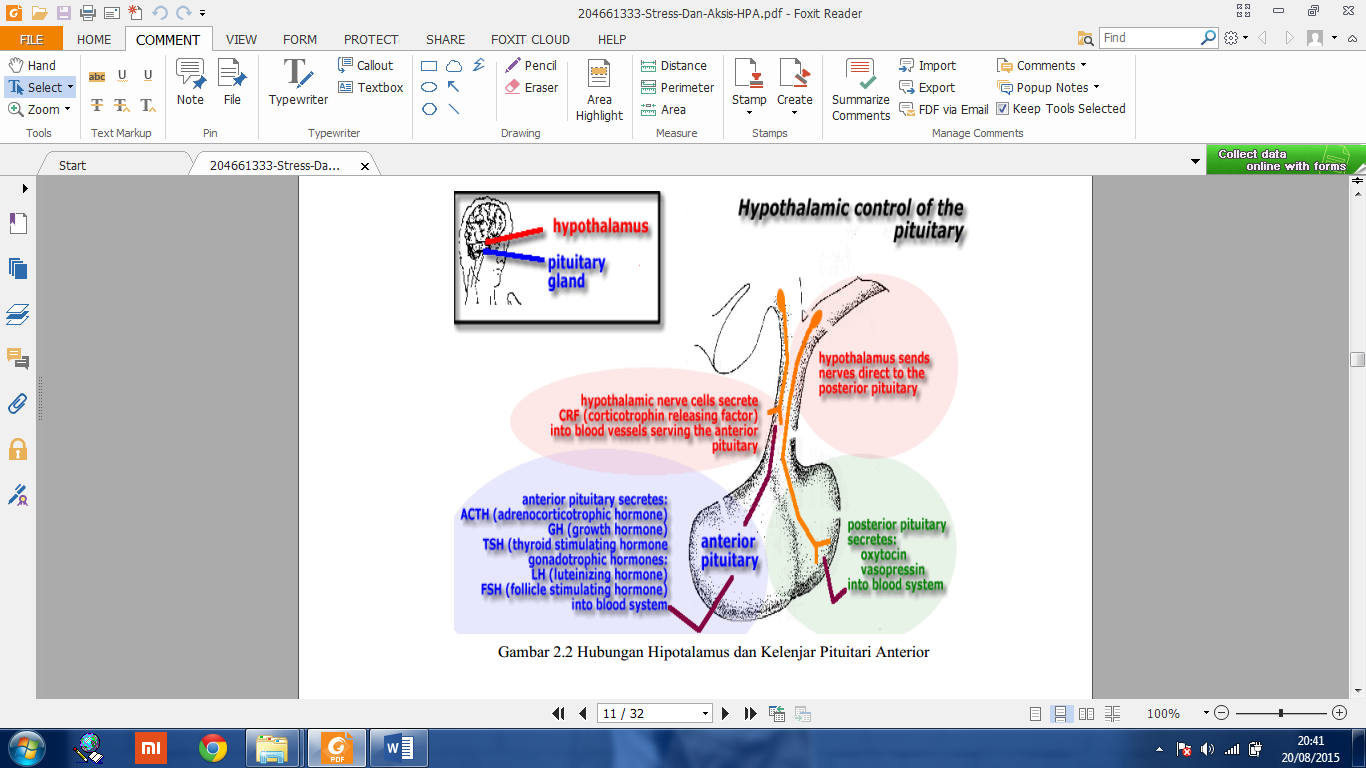 204661333-Stress-Dan-Aksis-HPA.pdf - Foxit Reader
FILE
HOME
COMMENT
VIEW
FORM
PROTECT
SHARE
FOXIT CLOUD
HELP
Find
Hand
Select
Zoom
Tools
abc
U
U
T
T
T
Text Markup
Note
File
Pin
Typewriter
Callout
Textbox
Typewriter
Pencil
Eraser
Area
Highlight
Drawing
Distance
Perimeter
Area
Measure
Stamp
Create
Stamps
Summarize
Comments
Import
Export
FDF via Email
Comments
Popup Notes
Keep Tools Selected
Manage Comments
Start
204661333-Stress-Da...
Collect data
online with forms
hypothalamus
pituitary
gland
Hypothalamic control of the
pituitary
hypothalamus sends
nerves direct to the
posterior pituitary
hypothalamic nerve cells secrete
CRF (corticotrophin releasing factor)
into blood vessels serving the anterior
pituitary
anterior pituitary secretes:
ACTH (adrenocorticotrophic hormone)
GH (growth hormone)
TSH (thyroid stimulating hormone
gonadotrophic hormones:
LH (luteinizing hormone)
FSH (follicle stimulating hormone)
into blood system
anterior
pituitary
posterior pituitary
secretes:
oxytocin
vasopressin
into blood system
Gambar 2.2 Hubungan Hipotalamus dan Kelenjar Pituitari Anterior
11 / 32
100%
mi
PDF
W
20:41
20/08/2015